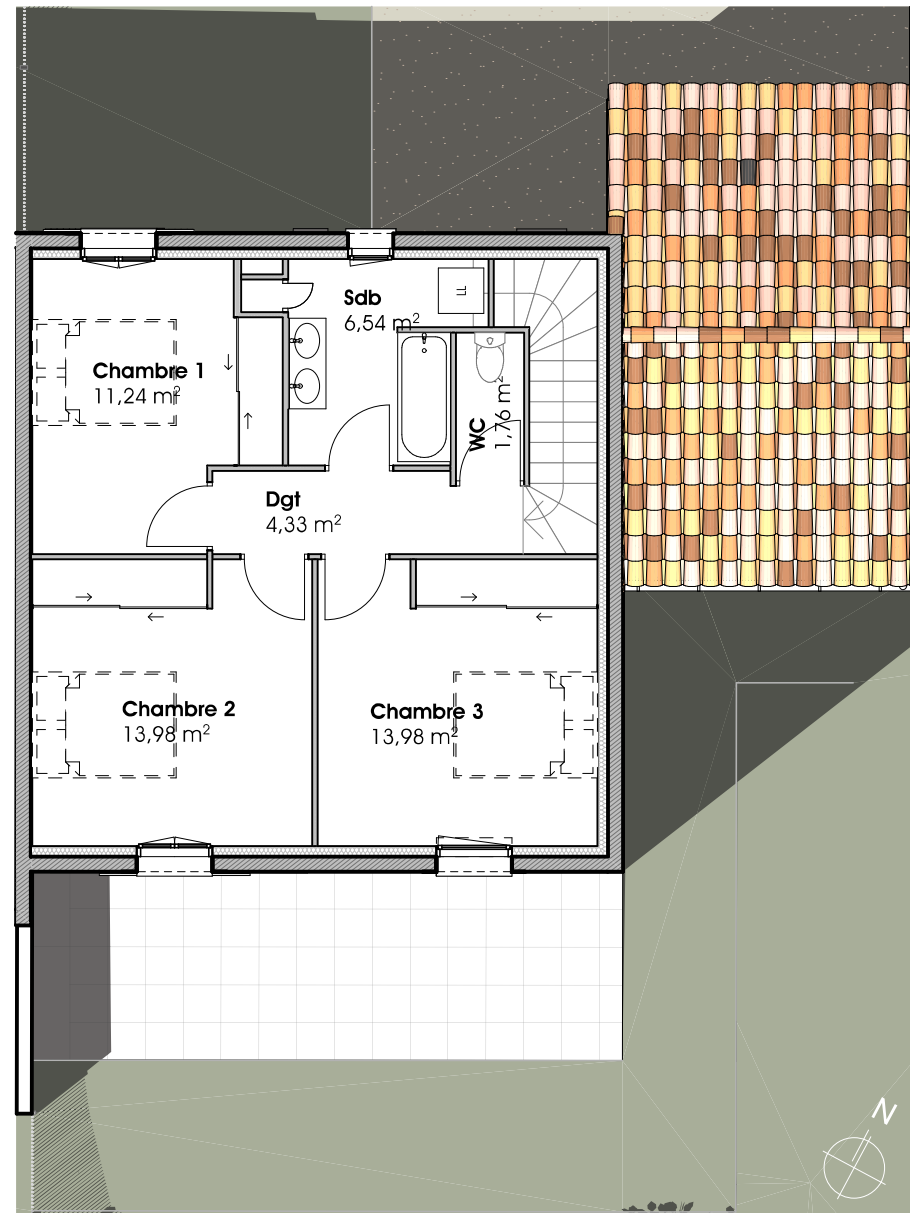 Sdb
6,54 m²
LL
Chambre 1
11,24 m²
WC
1,76 m²
Dgt
4,33 m²
Chambre 2
13,98 m²
Chambre 3
13,98 m²
N